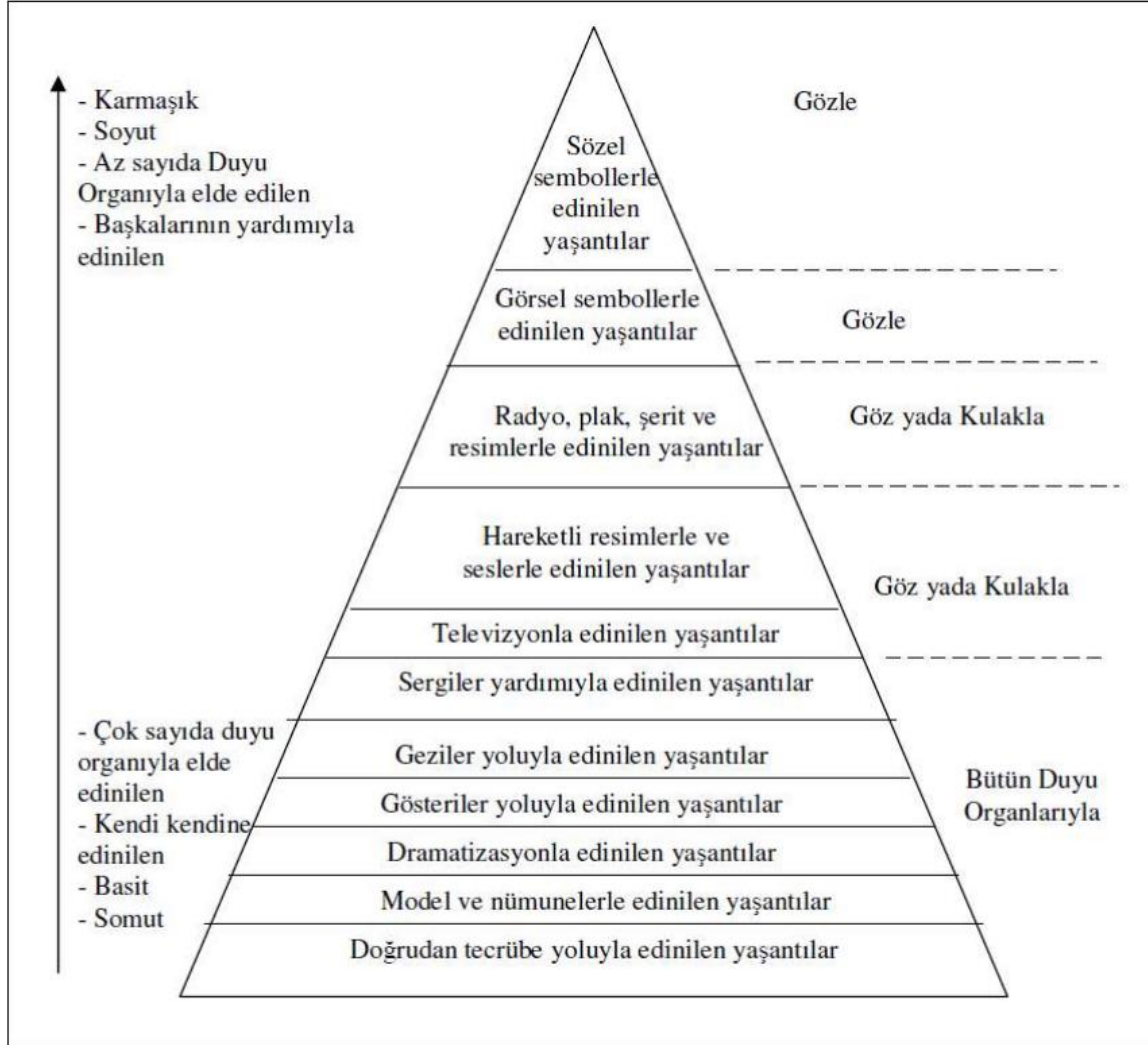 - Karmaşık
- Soyut
- Az sayıda Duyu
Organıyla elde edilen
- Başkalarının yardımıyla
edinilen
Gözle
Sözel
sembollerle
edinilen
yaşantılar
Görsel sembollerle
edinilen yaşantılar
Gözle
Radyo, plak, şerit ve
resimlerle edinilen yaşantılar
Göz yada Kulakla
Hareketli resimlerle ve
seslerle edinilen yaşantılar
Göz yada Kulakla
Televizyonla edinilen yaşantılar
Sergiler yardımıyla edinilen yaşantılar
- Çok sayıda duyu
organıyla elde
edinilen
- Kendi kendine
edinilen
- Basit
- Somut
Geziler yoluyla edinilen yaşantılar
Gösteriler yoluyla edinilen yaşantılar
Dramatizasyonla edinilen yaşantılar
Model ve nümunelerle edinilen yaşantılar
Doğrudan tecrübe yoluyla edinilen yaşantılar
Bütün Duyu
Organlarıyla